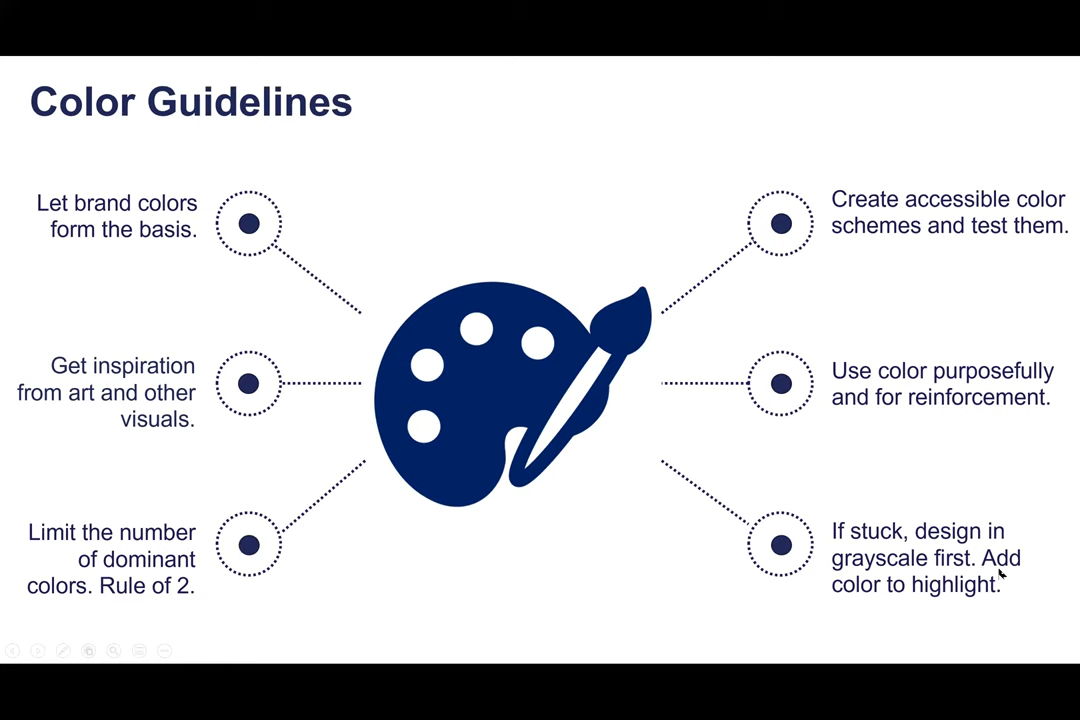 Color Guidelines
Let brand colors
form the basis.
Get inspiration
from art and other
visuals.
Limit the number
of dominant
colors. Rule of 2.
Create accessible color
schemes and test them.
Use color purposefully
and for reinforcement.
If stuck, design in
grayscale first. Add
color to highlight.